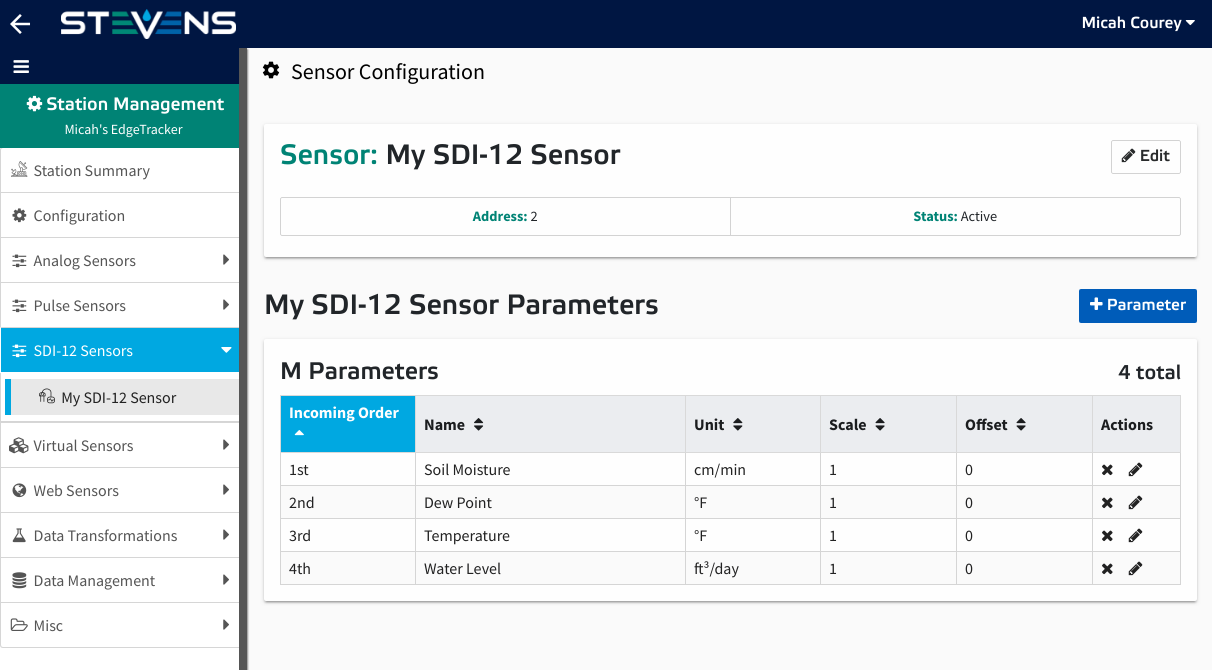 STEVENS
Micah Courey
Sensor Configuration
Station Management
Micah's EdgeTracker
Station Summary
Configuration
Analog Sensors
Pulse Sensors
SDI-12 Sensors
My SDI-12 Sensor
Virtual Sensors
Web Sensors
Data Transformations
Data Management
Misc
Sensor: My SDI-12 Sensor
Edit
Address: 2
Status: Active
My SDI-12 Sensor Parameters
+ Parameter
M Parameters
4 total
Incoming Order Name Unit Scale Offset Actions
1st Soil Moisture cm/min 1 0
2nd Dew Point °F 1 0
3rd Temperature °F 1 0
4th Water Level ft³/day 1 0